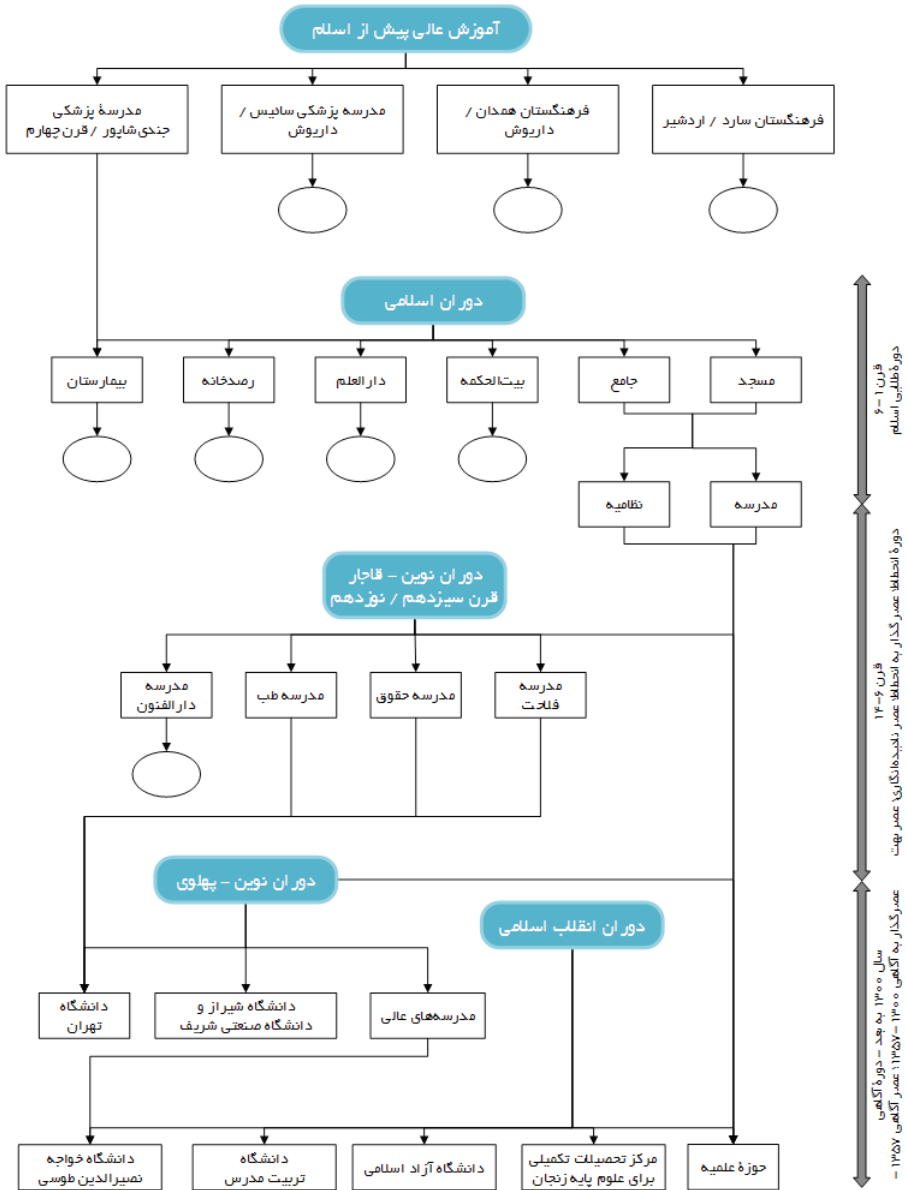 آموزش عالی پیش از اسلام
فرهنگستان سارد / اردشیر
فرهنگستان همدان /
داریوش
مدرسه پزشکی سائیس /
داریوش
مدرسهٔ پزشکی
جندی‌شاپور / قرن چهارم
دوران اسلامی
مسجد
جامع
بیت‌الحکمه
دارالعلم
رصدخانه
بیمارستان
مدرسه
نظامیه
دوران نوین - قاجار
قرن سیزدهم / نوزدهم
مدرسه
فلاحت
مدرسه حقوق
مدرسه طب
مدرسه
دارالفنون
دوران نوین - پهلوی
دوران انقلاب اسلامی
مدرسه‌های عالی
دانشگاه شیراز و
دانشگاه صنعتی شریف
دانشگاه
تهران
حوزهٔ علمیه
مرکز تحصیلات تکمیلی
برای علوم پایه زنجان
دانشگاه آزاد اسلامی
دانشگاه
تربیت مدرس
دانشگاه خواجه
نصیرالدین طوسی
قرن ۱ - ۶
دورهٔ طلایی اسلام
قرن ۶-۱۴
دورهٔ انحطاط؛ عصر گذار به انحطاط؛ عصر نادیده‌انگاری؛ عصر بهت
سال ۱۳۰۰ به بعد - دورهٔ آگاهی
عصرگذار به آگاهی ۱۳۰۰ - ۱۳۵۷؛ عصر آگاهی ۱۳۵۷ -